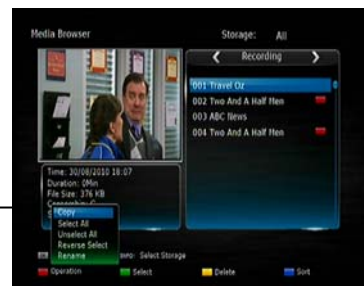 Media Browser
Storage: All
Recording
001 Travel Oz
002 Two And A Half Men
003 ABC News
004 Two And A Half Men
Time: 30/08/2010 18:07
Duration: 0Min
File Size: 376 KB
Copy
Select All
Unselect All
Reverse Select
Rename
INFO: Select Storage
Operation
Select
Delete
Sort